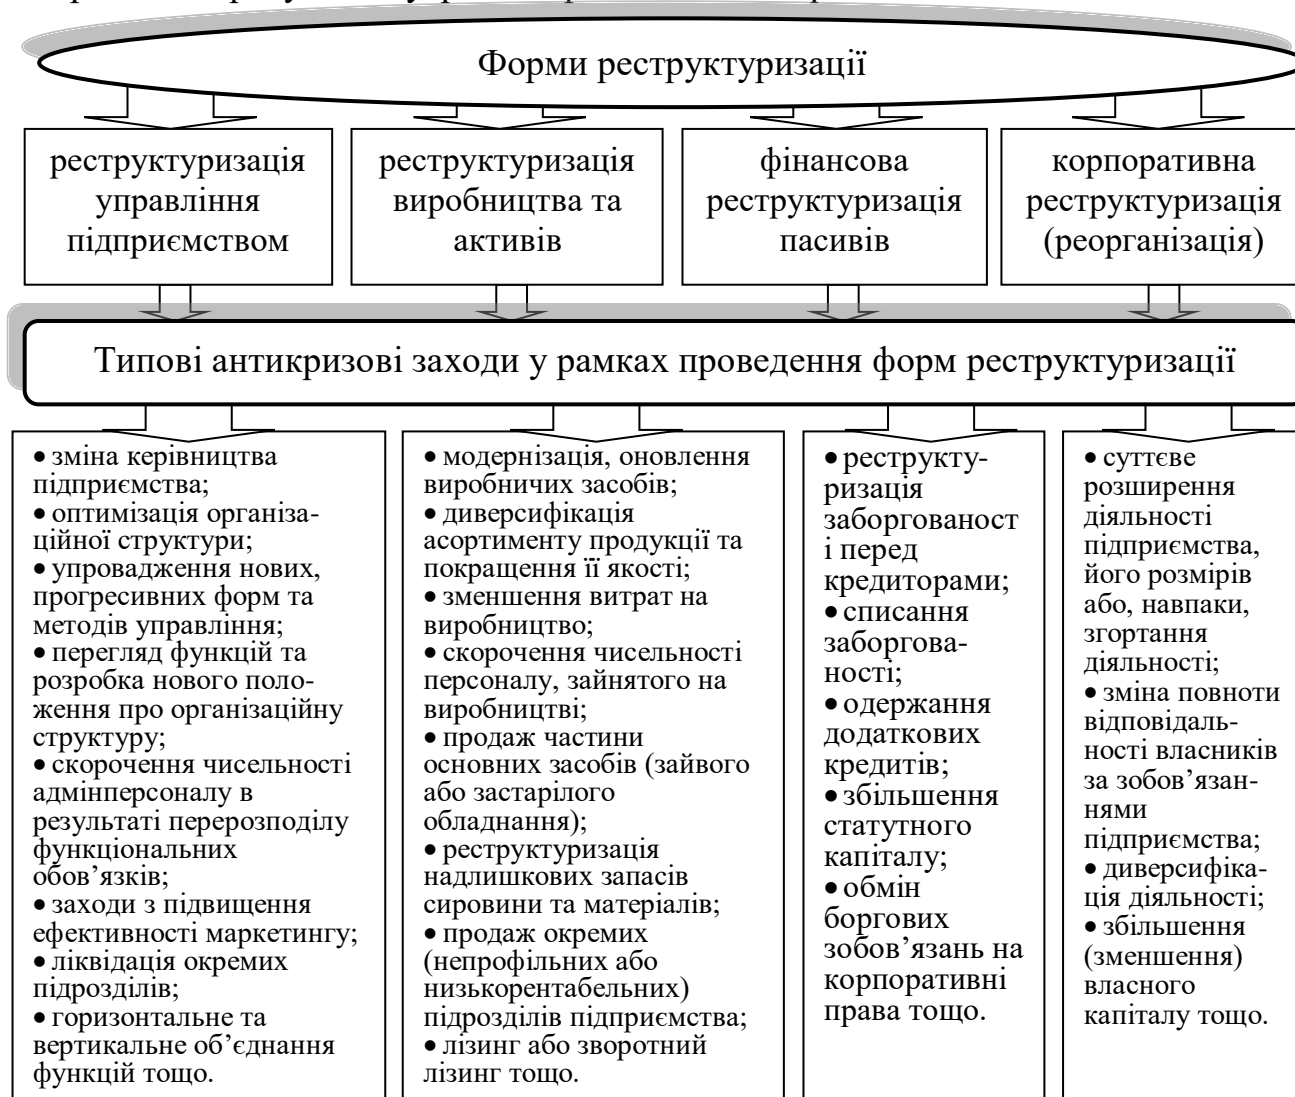 Форми реструктуризації
реструктуризація
управління
підприємством
реструктуризація
виробництва та
активів
фінансова
реструктуризація
пасивів
корпоративна
реструктуризація
(реорганізація)
Типові антикризові заходи у рамках проведення форм реструктуризації
• зміна керівництва
підприємства;
• оптимізація організа-
ційної структури;
• упровадження нових,
прогресивних форм та
методів управління;
• перегляд функцій та
розробка нового поло-
ження про організаційну
структуру;
• скорочення чисельності
адмінперсоналу в
результаті перерозподілу
функціональних
обов’язків;
• заходи з підвищення
ефективності маркетингу;
• ліквідація окремих
підрозділів;
• горизонтальне та
вертикальне об’єднання
функцій тощо.
• модернізація, оновлення
виробничих засобів;
• диверсифікація
асортименту продукції та
покращення її якості;
• зменшення витрат на
виробництво;
• скорочення чисельності
персоналу, зайнятого на
виробництві;
• продаж частини
основних засобів (зайвого
або застарілого
обладнання);
• реструктуризація
надлишкових запасів
сировини та матеріалів;
• продаж окремих
(непрофільних або
низькорентабельних)
підрозділів підприємства;
• лізинг або зворотний
лізинг тощо.
• реструкту-
ризація
заборгованост
і перед
кредиторами;
• списання
заборгова-
ності;
• одержання
додаткових
кредитів;
• збільшення
статутного
капіталу;
• обмін
боргових
зобов’язань на
корпоративні
права тощо.
• суттєве
розширення
діяльності
підприємства,
його розмірів
або, навпаки,
згортання
діяльності;
• зміна повноти
відповідаль-
ності власників
за зобов’язан-
нями
підприємства;
• диверсифіка-
ція діяльності;
• збільшення
(зменшення)
власного
капіталу тощо.